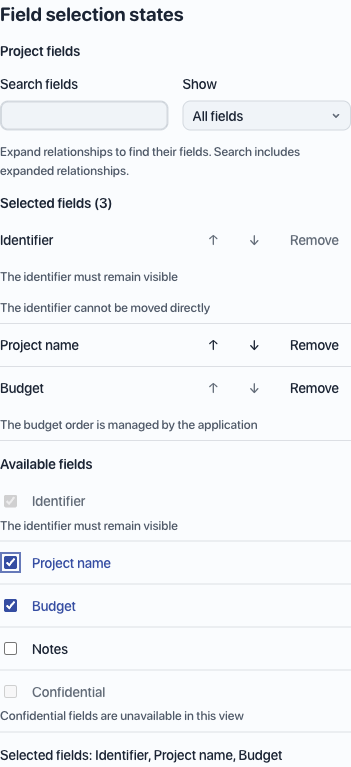 Field selection states
Project fields
Search fields
Show
All fields
Expand relationships to find their fields. Search includes
expanded relationships.
Selected fields (3)
Identifier ↑ ↓ Remove
The identifier must remain visible
The identifier cannot be moved directly
Project name ↑ ↓ Remove
Budget ↑ ↓ Remove
The budget order is managed by the application
Available fields
Identifier
The identifier must remain visible
Project name
Budget
Notes
Confidential
Confidential fields are unavailable in this view
Selected fields: Identifier, Project name, Budget